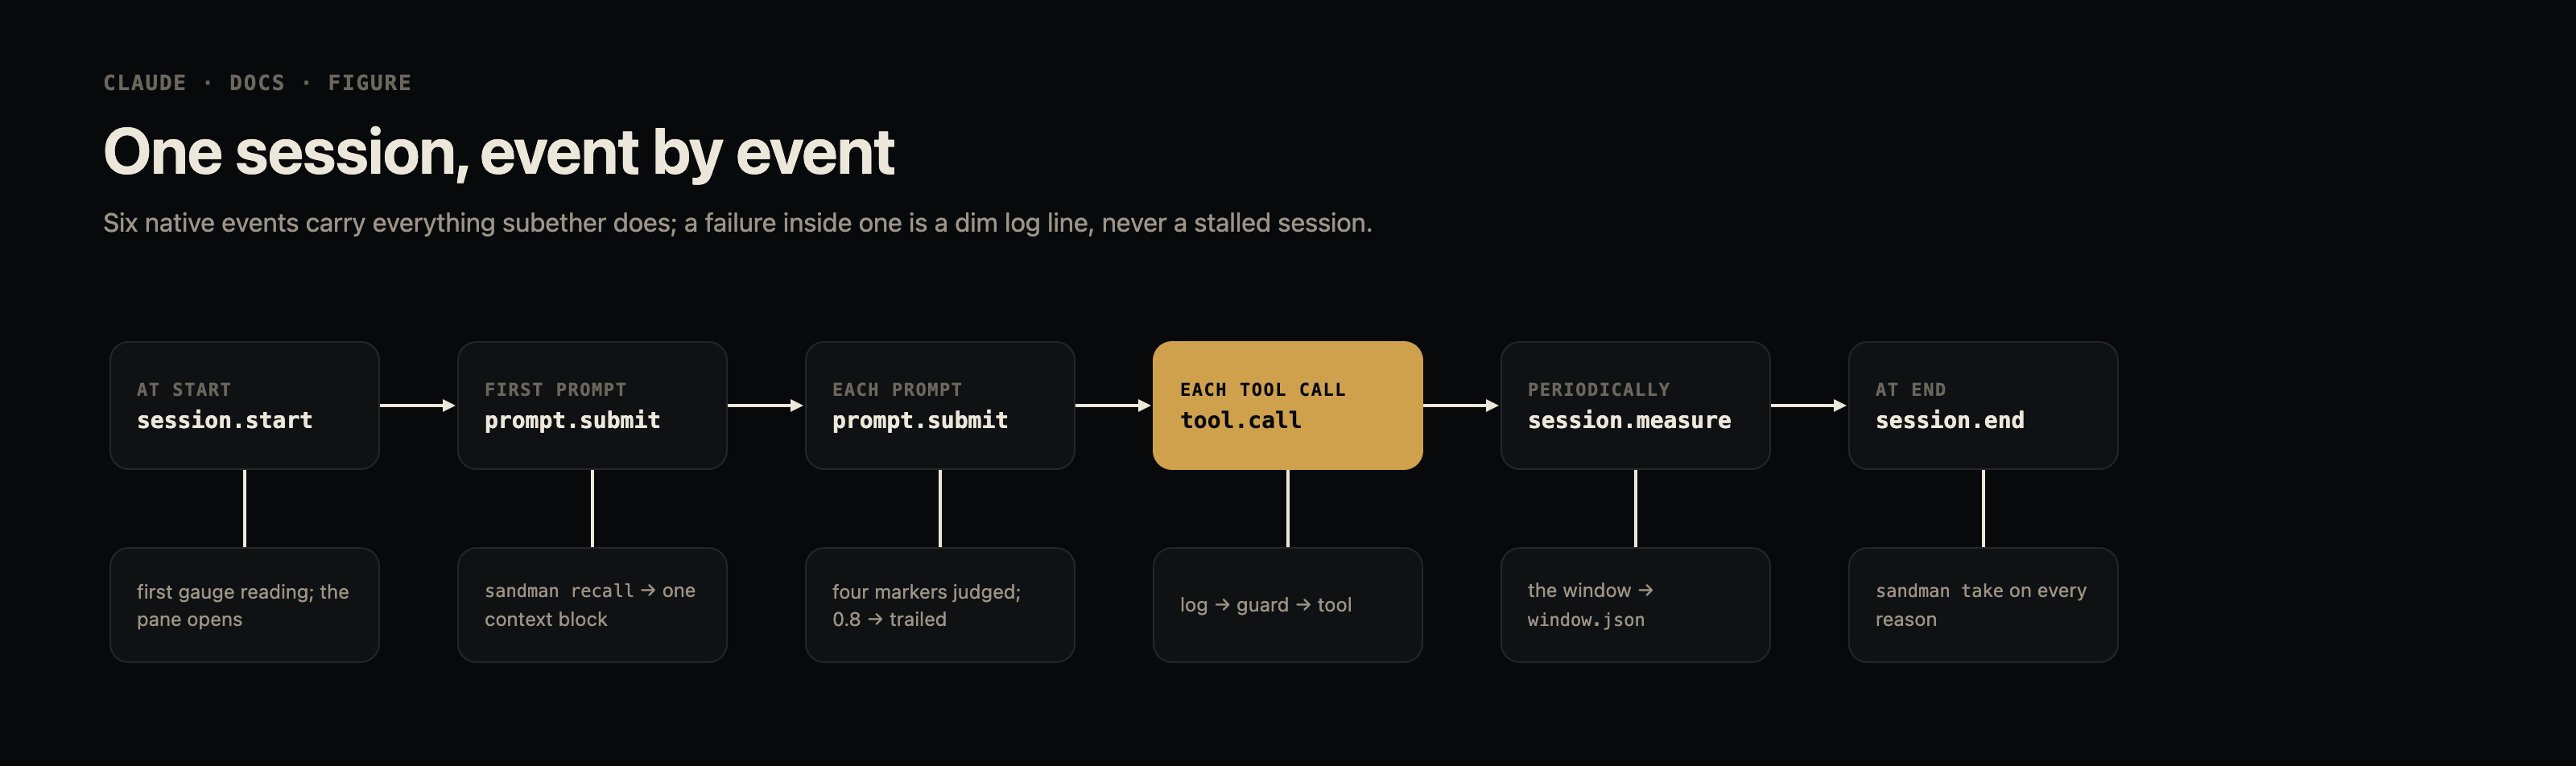 CLAUDE · DOCS · FIGURE
One session, event by event
Six native events carry everything subether does; a failure inside one is a dim log line, never a stalled session.
AT START
session.start
FIRST PROMPT
prompt.submit
EACH PROMPT
prompt.submit
EACH TOOL CALL
tool.call
PERIODICALLY
session.measure
AT END
session.end
first gauge reading; the
pane opens
sandman recall → one
context block
four markers judged;
0.8 → trailed
log → guard → tool
the window →
window.json
sandman take on every
reason